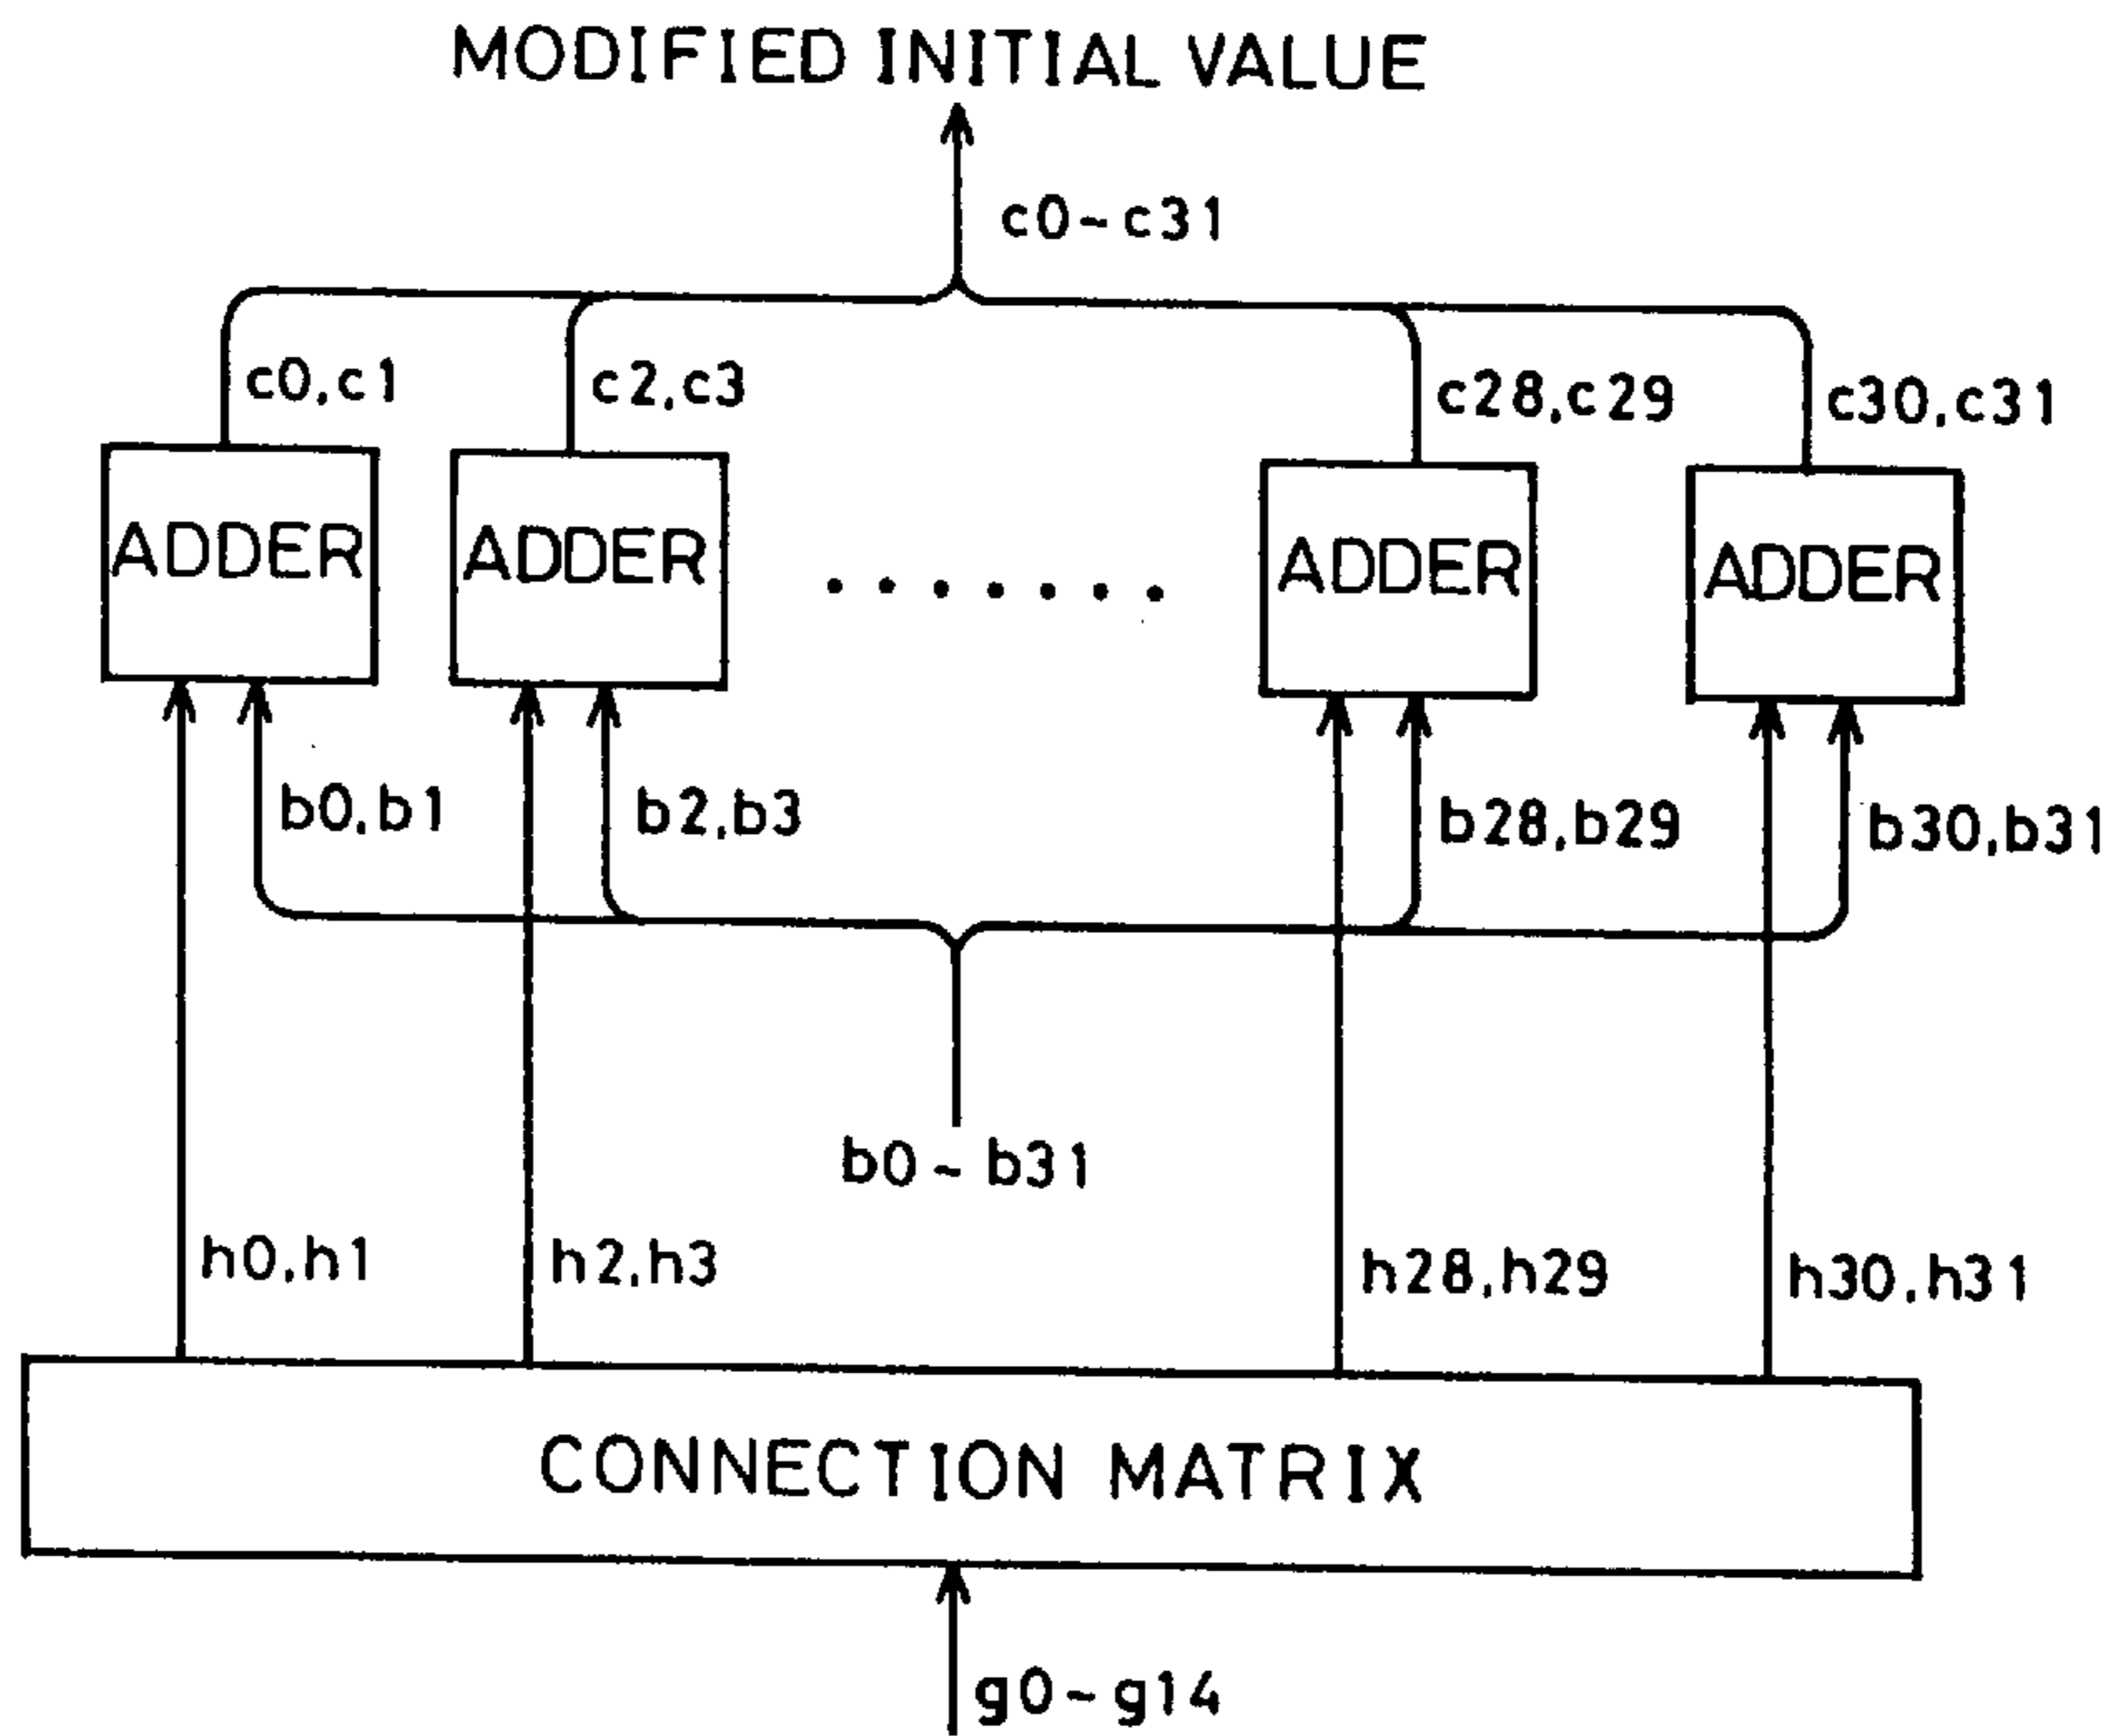 MODIFIED INITIAL VALUE
c0~c31
c0,c1
c2,c3
c28,c29
c30,c31
ADDER
ADDER
ADDER
ADDER
b0,b1
b2,b3
b28,b29
b30,b31
b0~b31
h0,h1
h2,h3
h28,h29
h30,h31
CONNECTION MATRIX
g0~g14